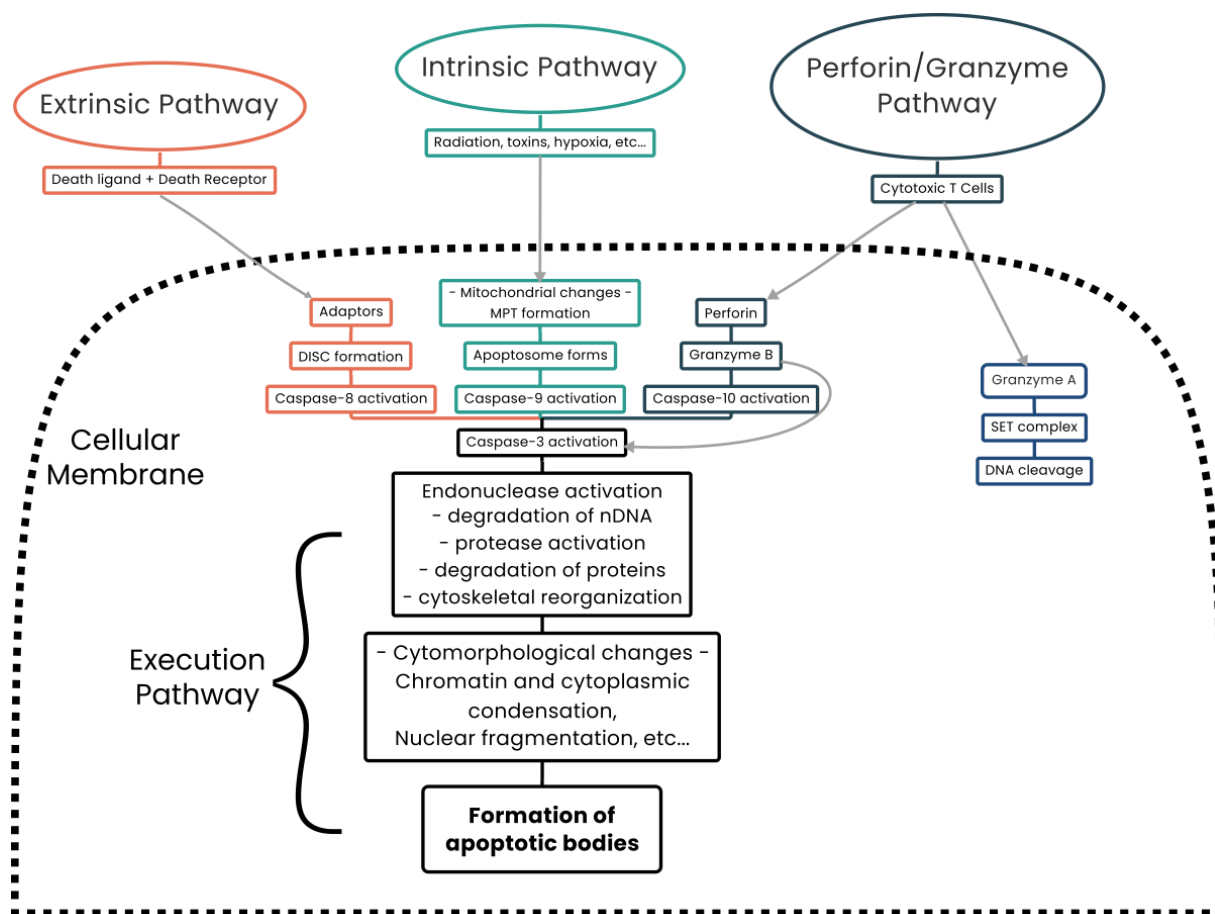 Extrinsic Pathway
Intrinsic Pathway
Perforin/Granzyme
Pathway
Death ligand + Death Receptor
Radiation, toxins, hypoxia, etc...
Cytotoxic T Cells
Adaptors
DISC formation
Caspase-8 activation
- Mitochondrial changes -
MPT formation
Apoptosome forms
Caspase-9 activation
Perforin
Granzyme B
Caspase-10 activation
Granzyme A
SET complex
DNA cleavage
Cellular
Membrane
Caspase-3 activation
Endonuclease activation
- degradation of nDNA
- protease activation
- degradation of proteins
- cytoskeletal reorganization
Execution
Pathway
- Cytomorphological changes -
Chromatin and cytoplasmic
condensation,
Nuclear fragmentation, etc...
Formation of
apoptotic bodies